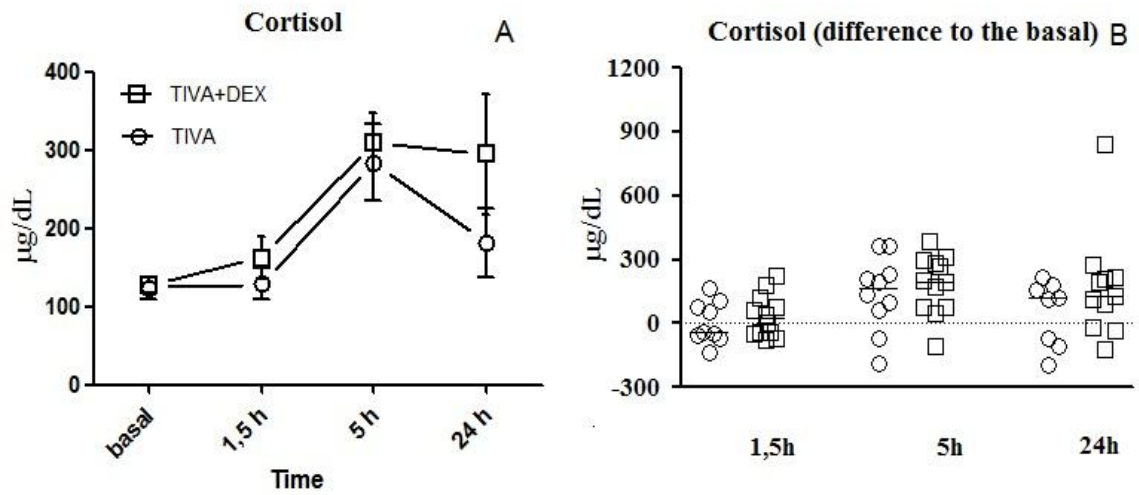 Cortisol
A
400
300
200
100
0
µg/dL
TIVA+DEX
TIVA
basal
1,5 h
5 h
24 h
Time
Cortisol (difference to the basal) B
1200
900
600
300
0
-300
µg/dL
1,5h
5h
24h